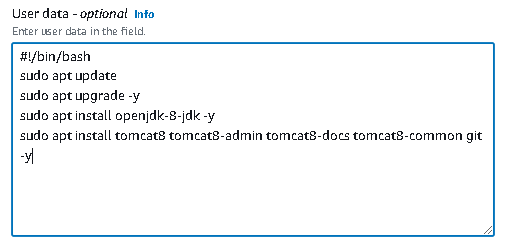 User data - optional Info
Enter user data in the field.
#!/bin/bash
sudo apt update
sudo apt upgrade -y
sudo apt install openjdk-8-jdk -y
sudo apt install tomcat8 tomcat8-admin tomcat8-docs tomcat8-common git
-y